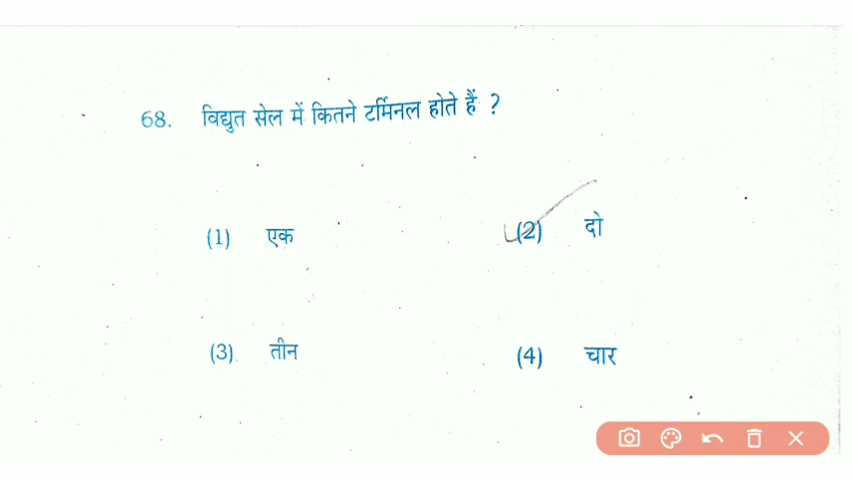 68. विद्युत सेल में कितने टर्मिनल होते हैं ?
(1) एक
(2) दो
(3) तीन
(4) चार